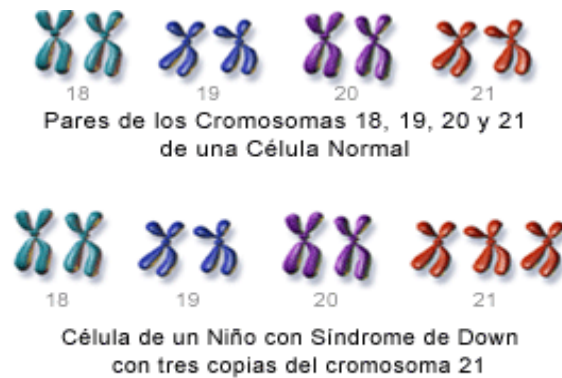 18 19 20 21
Pares de los Cromosomas 18, 19, 20 y 21
de una Célula Normal
18 19 20 21
Célula de un Niño con Síndrome de Down
con tres copias del cromosoma 21